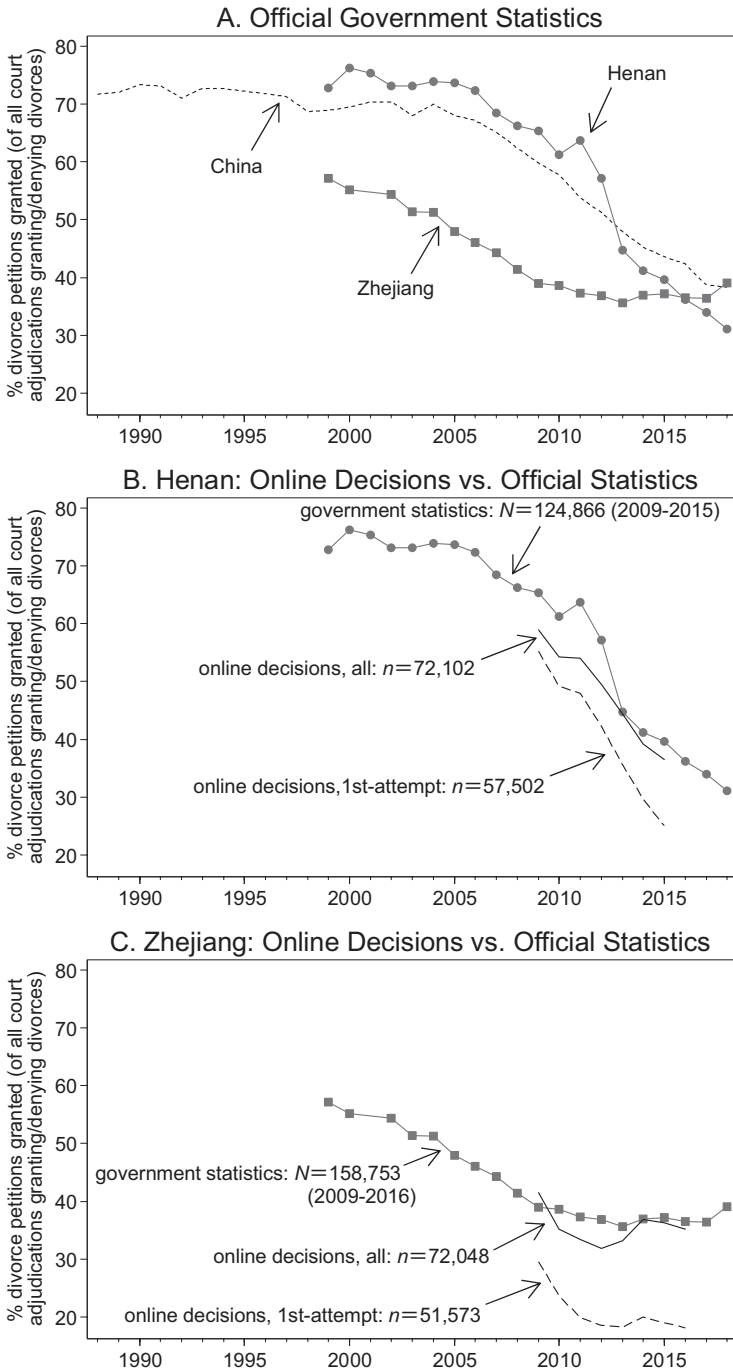 A. Official Government Statistics
% divorce petitions granted (of all court
adjudications granting/denying divorces)
80
70
60
50
40
30
20
Henan
China
Zhejiang
1990
1995
2000
2005
2010
2015
B. Henan: Online Decisions vs. Official Statistics
% divorce petitions granted (of all court
adjudications granting/denying divorces)
80
70
60
50
40
30
20
government statistics: N=124,866 (2009-2015)
online decisions, all: n=72,102
online decisions,1st-attempt: n=57,502
1990
1995
2000
2005
2010
2015
C. Zhejiang: Online Decisions vs. Official Statistics
% divorce petitions granted (of all court
adjudications granting/denying divorces)
80
70
60
50
40
30
20
government statistics: N=158,753
(2009-2016)
online decisions, all: n=72,048
online decisions, 1st-attempt: n=51,573
1990
1995
2000
2005
2010
2015